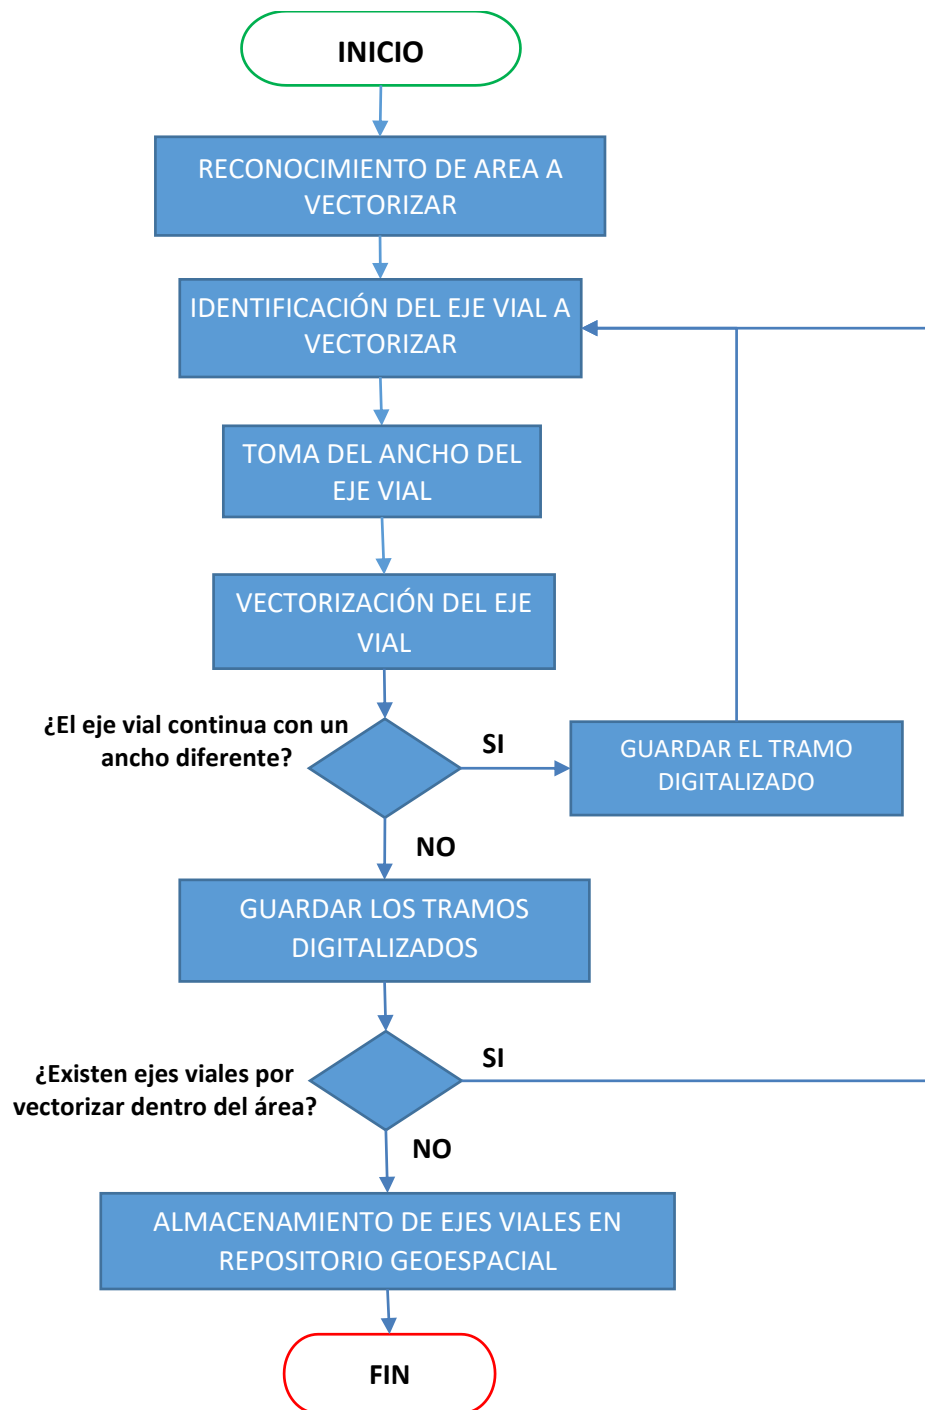 INICIO
RECONOCIMIENTO DE AREA A
VECTORIZAR
IDENTIFICACIÓN DEL EJE VIAL A
VECTORIZAR
TOMA DEL ANCHO DEL
EJE VIAL
VECTORIZACIÓN DEL EJE
VIAL
¿El eje vial continua con un
ancho diferente?
SI
GUARDAR EL TRAMO
DIGITALIZADO
NO
GUARDAR LOS TRAMOS
DIGITALIZADOS
¿Existen ejes viales por
vectorizar dentro del área?
SI
NO
ALMACENAMIENTO DE EJES VIALES EN
REPOSITORIO GEOESPACIAL
FIN